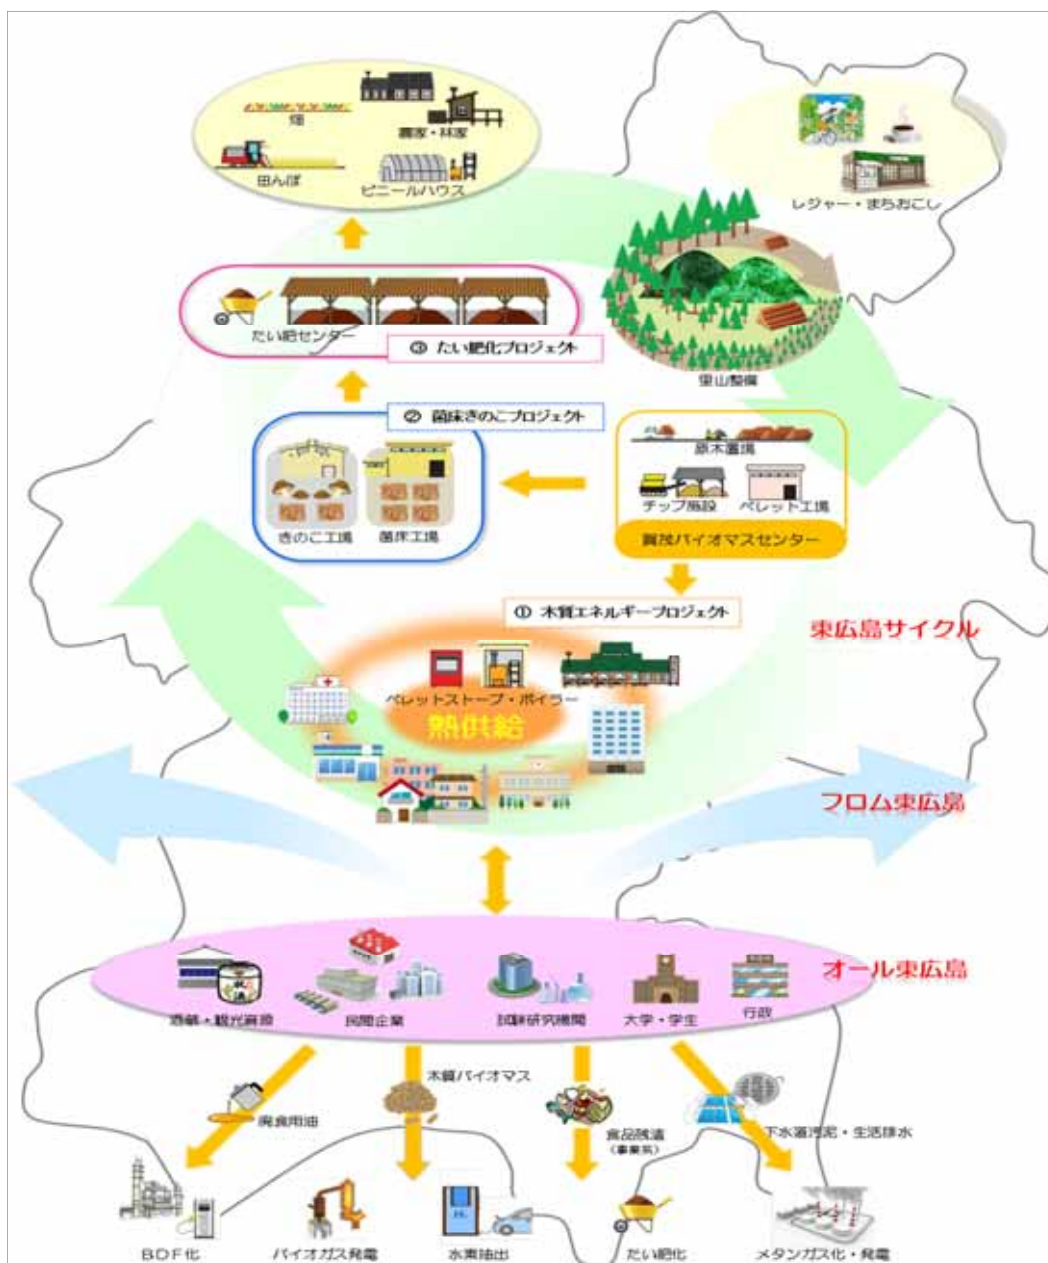 畑
農家・林家
田んぼ
ビニールハウス
レジャー・まちおこし
たい肥センター
③ たい肥化プロジェクト
里山整備
② 菌床きのこプロジェクト
原木置場
チップ施設
ペレット工場
きのこ工場
菌床工場
賀茂バイオマスセンター
① 木質エネルギープロジェクト
東広島サイクル
ペレットストーブ・ボイラー
熱供給
フロム東広島
オール東広島
酒蔵・観光資源
民間企業
試験研究機関
大学・学生
行政
木質バイオマス
廃食用油
食品残渣
(事業系)
下水道汚泥・生活排水
BDF化
バイオガス発電
水素抽出
たい肥化
メタンガス化・発電